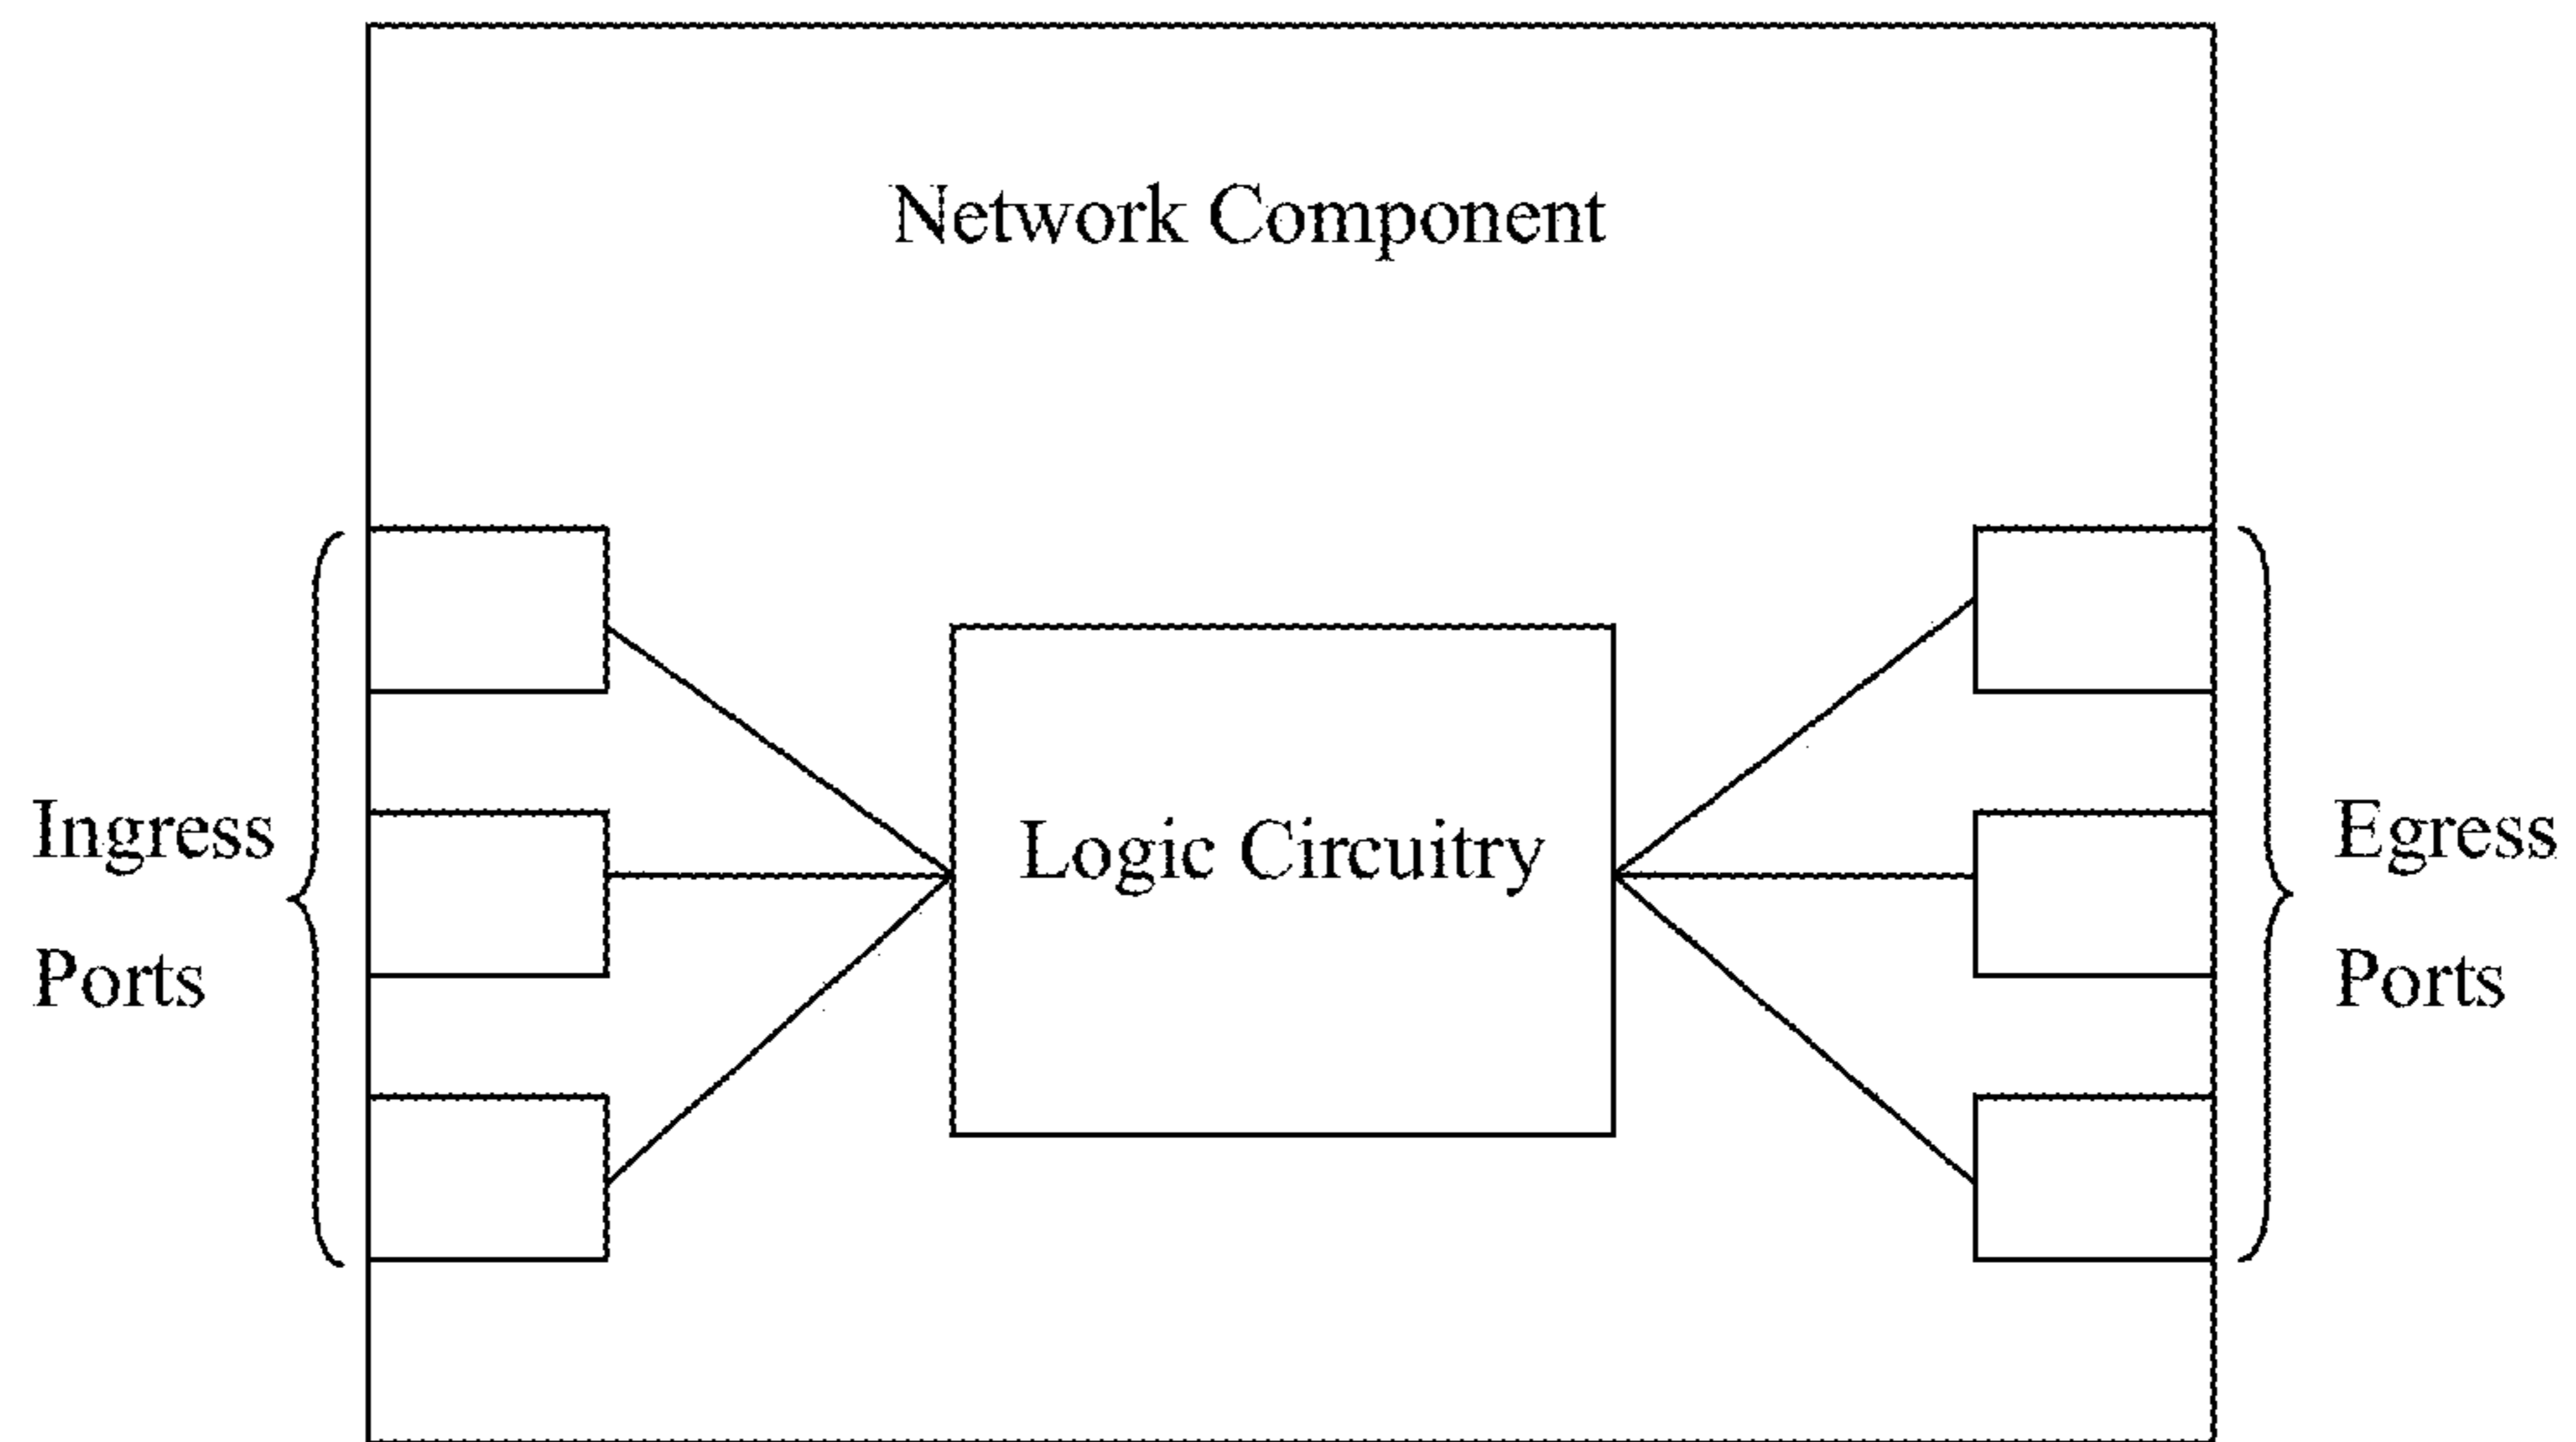 Network Component
Ingress
Ports
Logic Circuitry
Egress
Ports